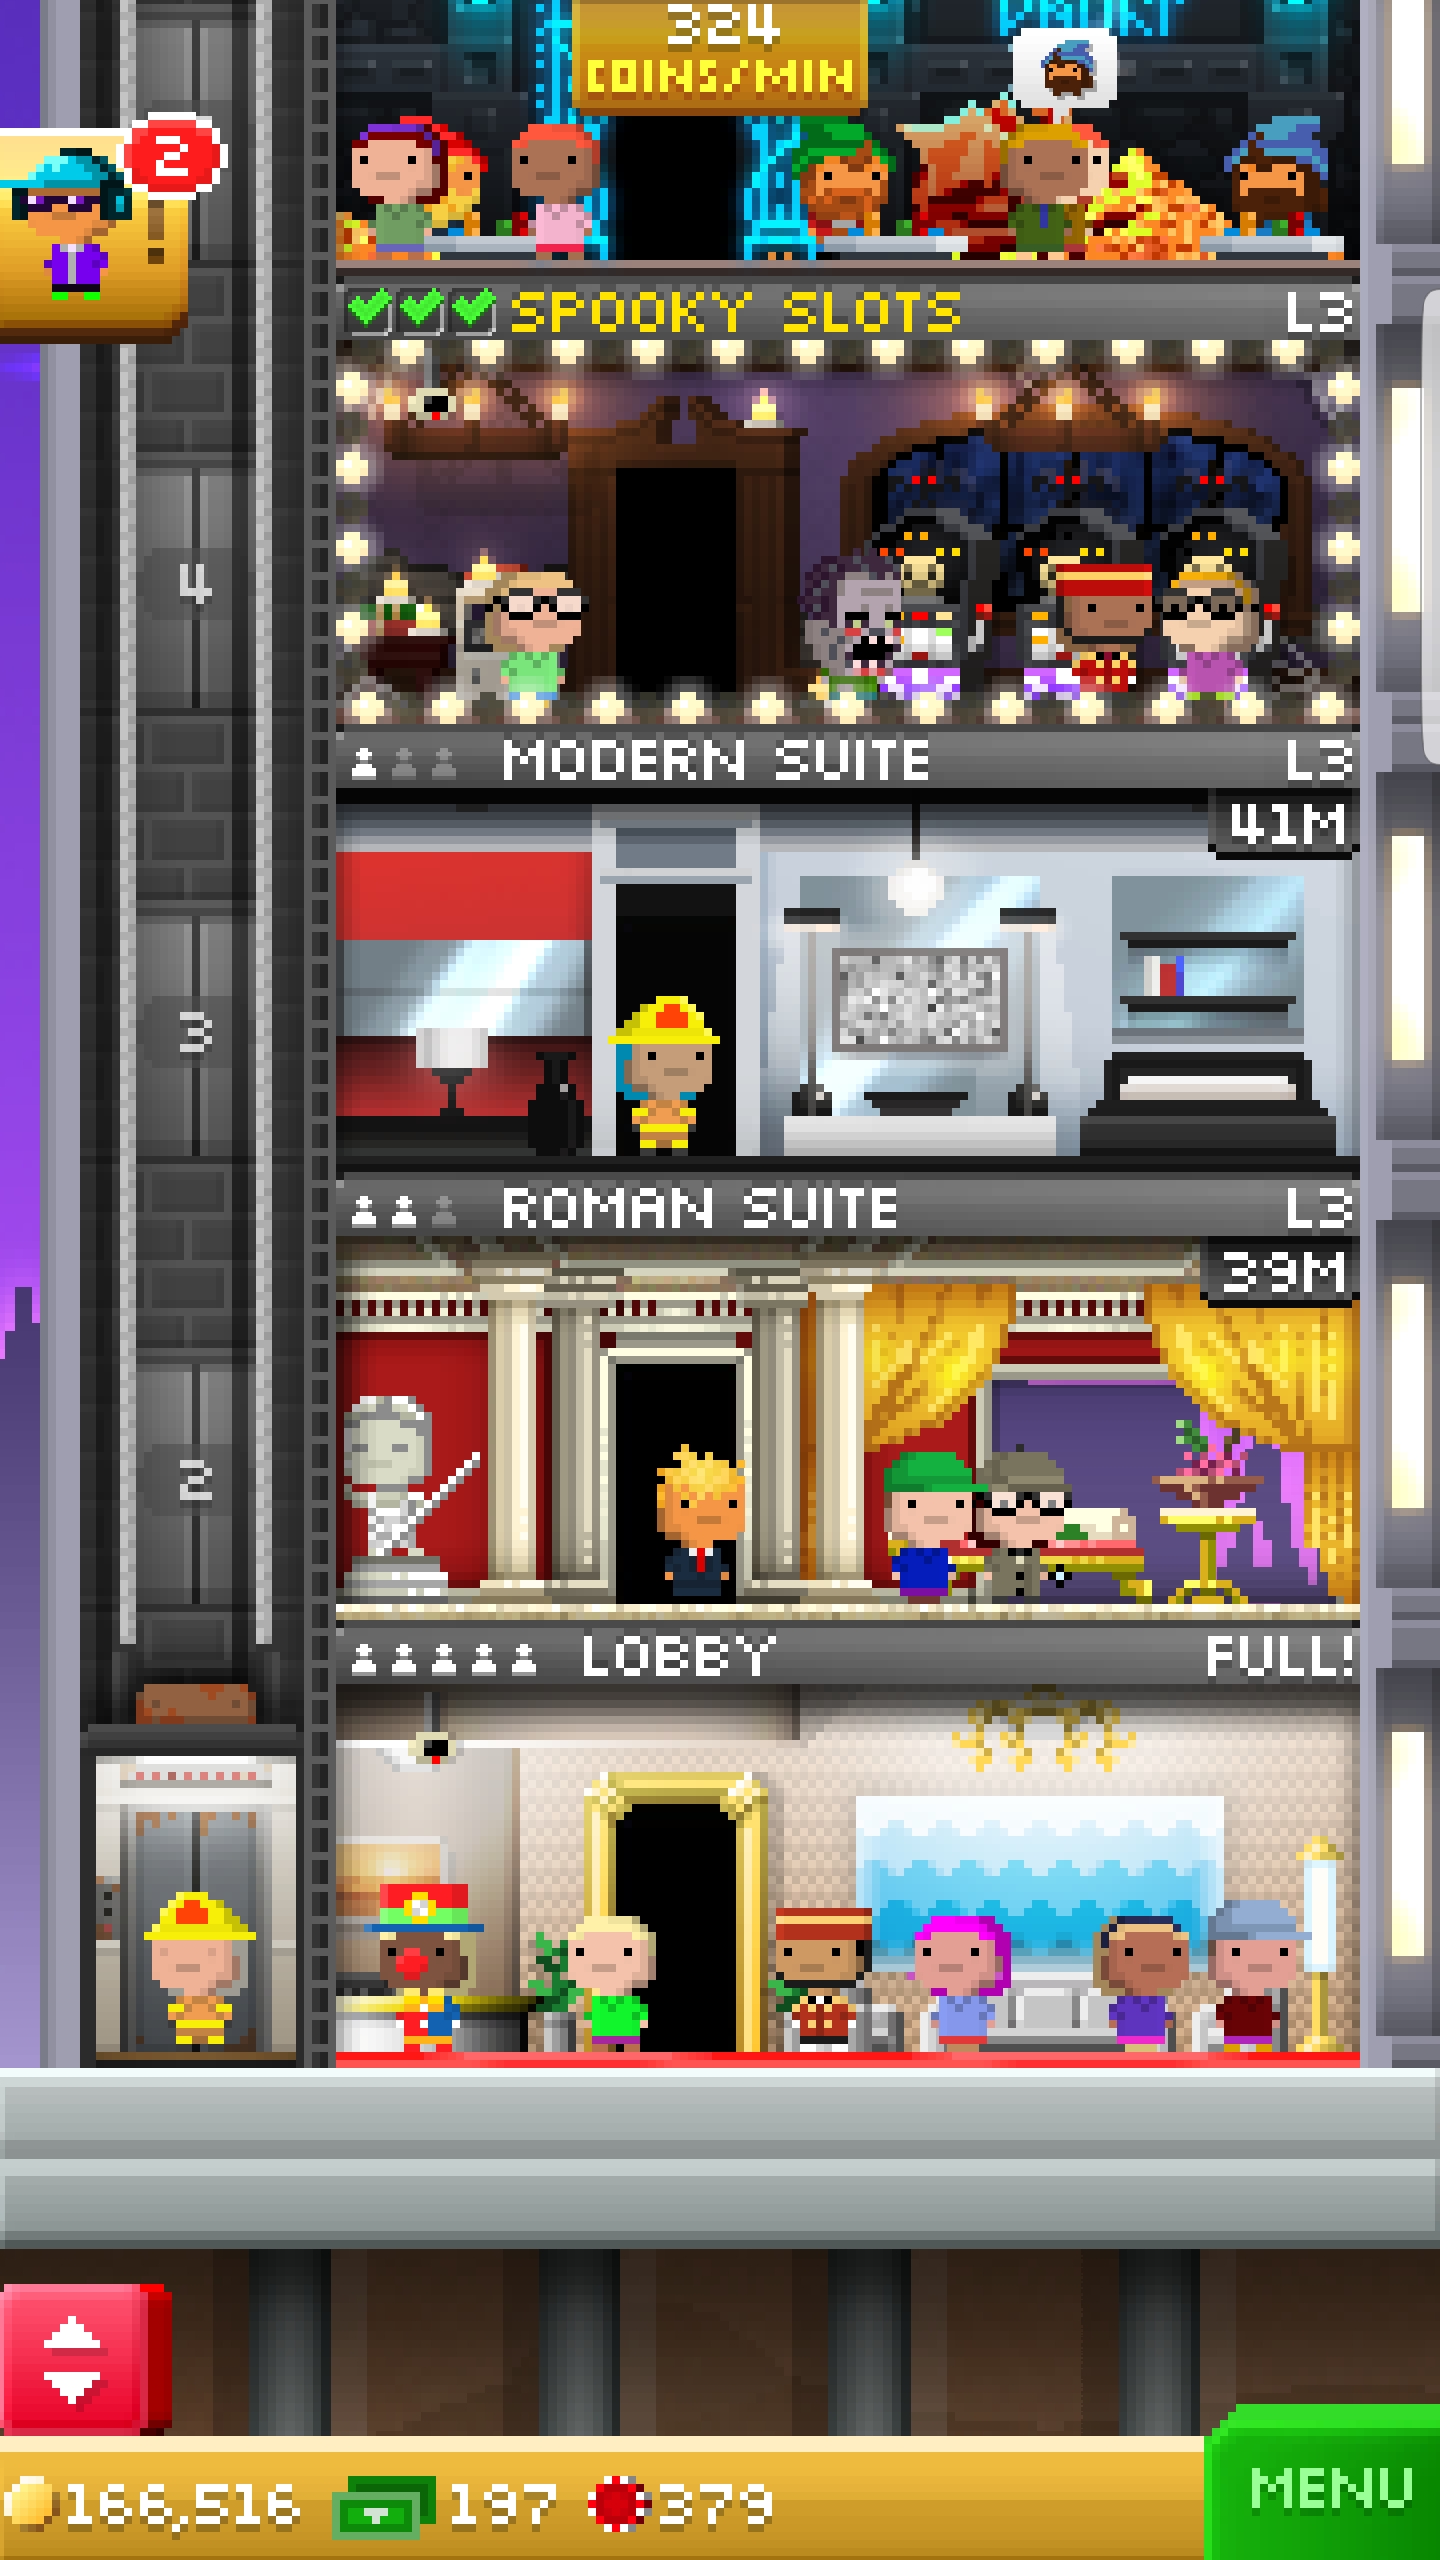 324
COINS/MIN
2
!
SPOOKY SLOTS L3
4
MODERN SUITE L3
41M
3
ROMAN SUITE L3
39M
2
LOBBY FULL!
166,516 197 379
MENU